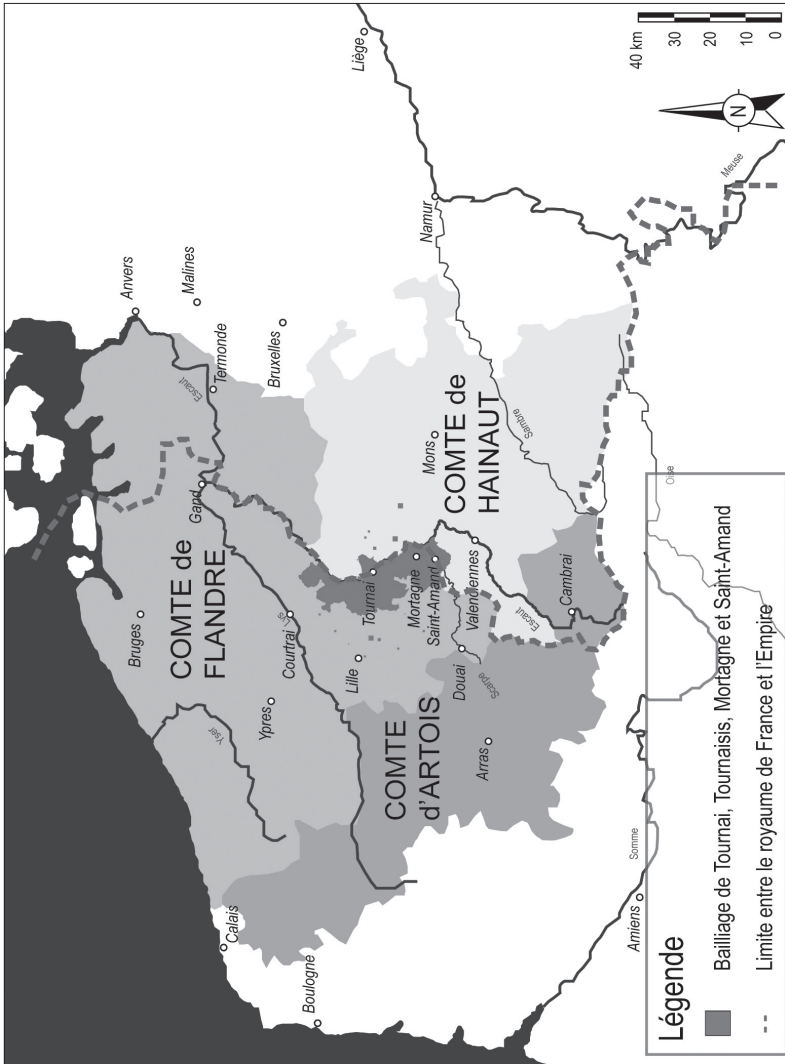 Anvers
Malines
Escaut
Termonde
Bruxelles
Bruges
Gand
COMTE de
FLANDRE
Yser
Ypres
Courtrai
Lys
Lille
Calais
Boulogne
COMTE
d'ARTOIS
Arras
Douai
Scarpe
Tournai
Mortagne
Saint-Amand
Valenciennes
Escaut
Cambrai
COMTE de
HAINAUT
Mons
Sambre
Liège
Namur
Meuse
Oise
Somme
Amiens
N
40 km
30
20
10
0
Légende
Bailliage de Tournai, Tournaisis, Mortagne et Saint-Amand
Limite entre le royaume de France et l'Empire